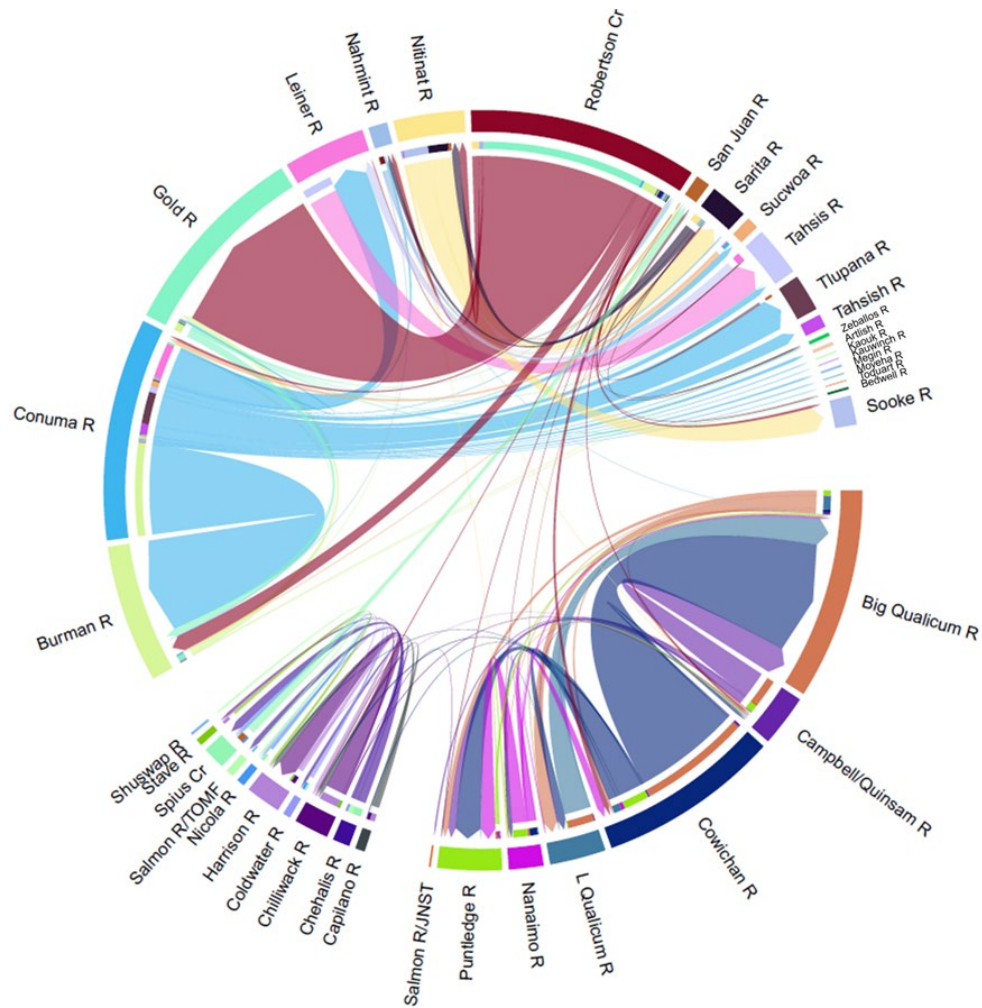 Robertson Cr
Nitinat R
Nahmint R
Leiner R
Gold R
Conuma R
Burman R
San Juan R
Sarita R
Sucwoa R
Tahsis R
Tlupana R
Tahsish R
Zeballos R
Artlish R
Kaouk R
Kauwinch R
Megin R
Moyeha R
Toquart R
Bedwell R
Sooke R
Big Qualicum R
Campbell/Quinsam R
Cowichan R
L Qualicum R
Nanaimo R
Puntledge R
Salmon R/JNST
Capilano R
Chehalis R
Chilliwack R
Coldwater R
Harrison R
Nicola R
Salmon R/TOMF
Spius Cr
Stave R
Shuswap R